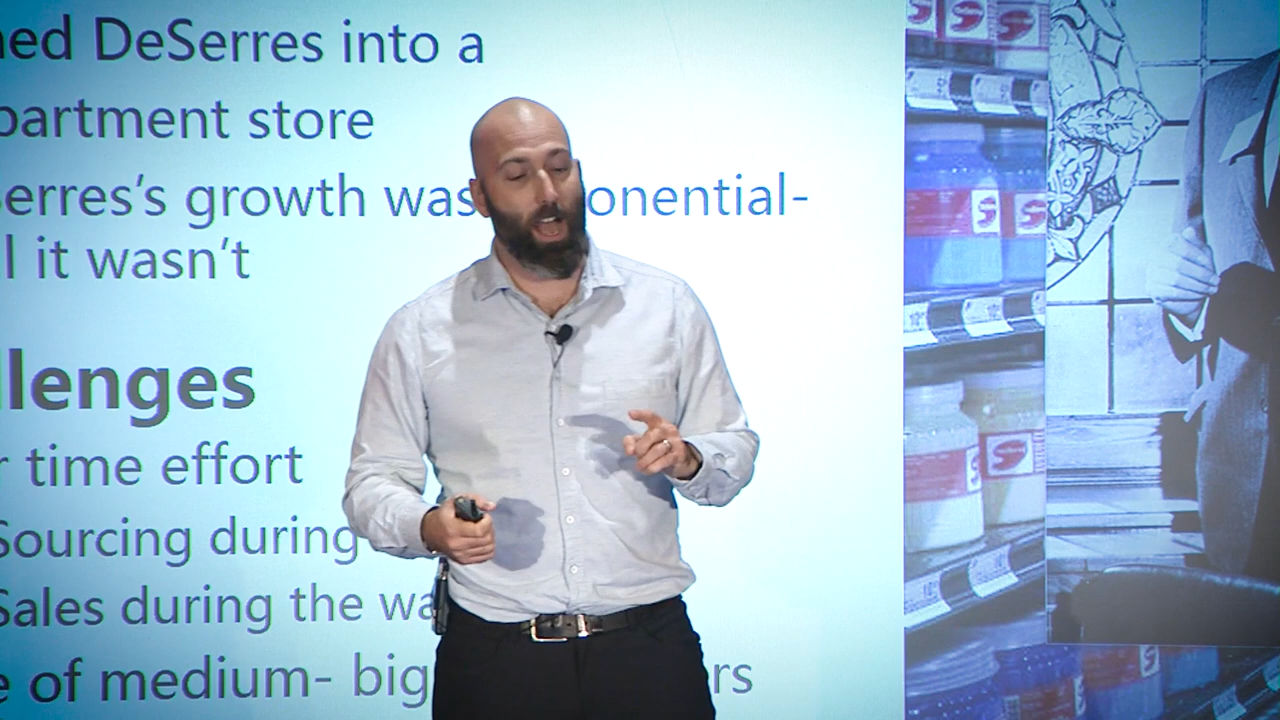 ned DeSerres into a
partment store
Serres's growth was onential-
l it wasn't
llenges
r time effort
Sourcing during
Sales during the wa
e of medium- big rs